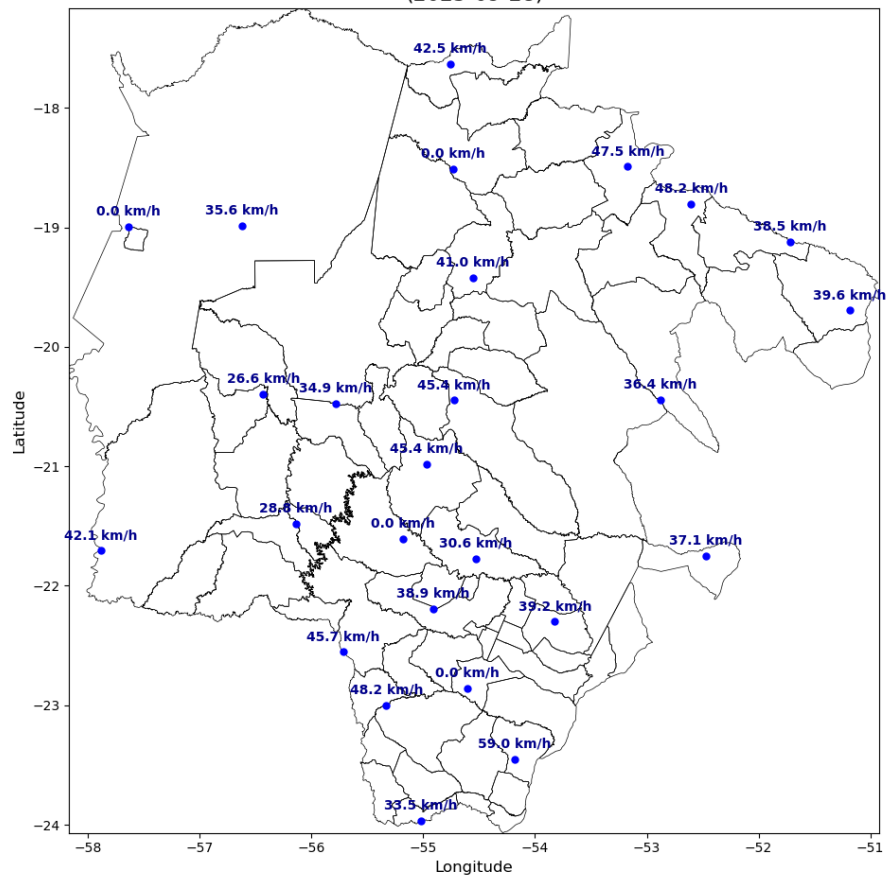 42.5 km/h
0.0 km/h
47.5 km/h
48.2 km/h
0.0 km/h
35.6 km/h
38.5 km/h
41.0 km/h
39.6 km/h
26.6 km/h
34.9 km/h
45.4 km/h
36.4 km/h
45.4 km/h
28.8 km/h
0.0 km/h
42.1 km/h
30.6 km/h
37.1 km/h
38.9 km/h
39.2 km/h
45.7 km/h
0.0 km/h
48.2 km/h
59.0 km/h
33.5 km/h
−18
−19
−20
−21
−22
−23
−24
Latitude
−58
−57
−56
−55
−54
−53
−52
−51
Longitude